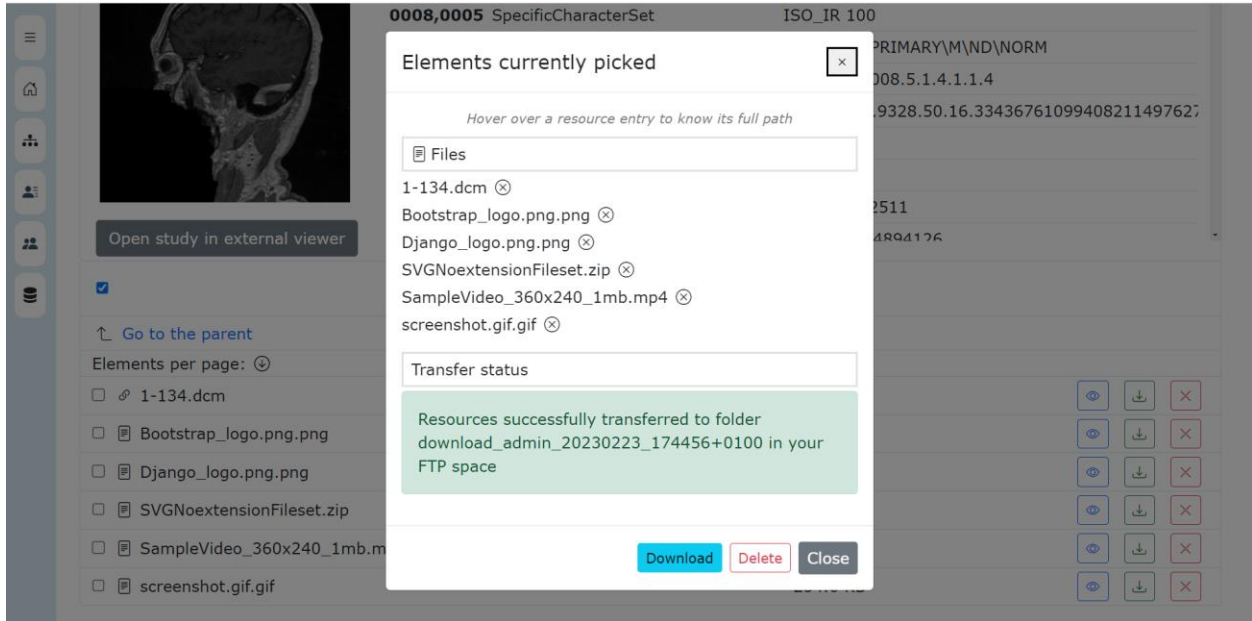 0008,0005 SpecificCharacterSet ISO_IR 100
PRIMARY\M\ND\NORM
008.5.1.4.1.1.4
.9328.50.16.334367610994082114976
2511
4894126
Open study in external viewer
Go to the parent
Elements per page:
1-134.dcm
Bootstrap_logo.png.png
Django_logo.png.png
SVGNoextensionFileset.zip
SampleVideo_360x240_1mb.m
screenshot.gif.gif
Elements currently picked
Hover over a resource entry to know its full path
Files
1-134.dcm
Bootstrap_logo.png.png
Django_logo.png.png
SVGNoextensionFileset.zip
SampleVideo_360x240_1mb.mp4
screenshot.gif.gif
Transfer status
Resources successfully transferred to folder
download_admin_20230223_174456+0100 in your
FTP space
Download Delete Close